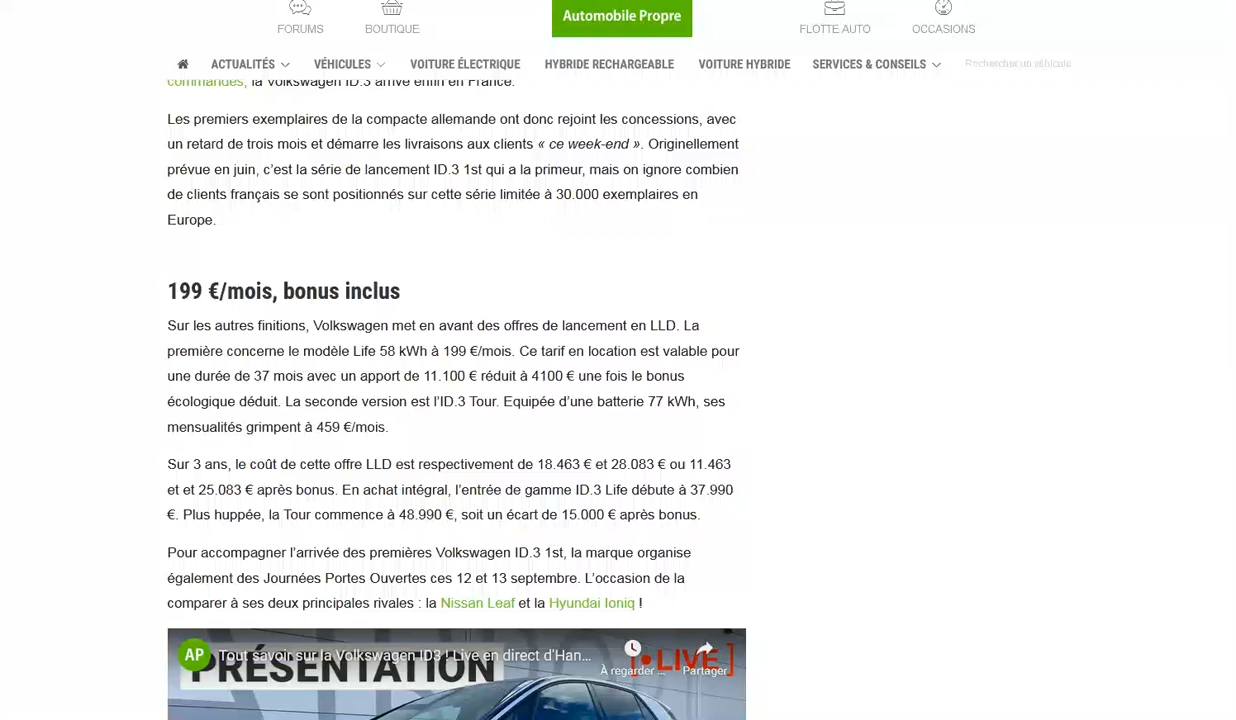 FORUMS
BOUTIQUE
Automobile Propre
FLOTTE AUTO
OCCASIONS
ACTUALITÉS
VÉHICULES
VOITURE ÉLECTRIQUE
HYBRIDE RECHARGEABLE
VOITURE HYBRIDE
SERVICES & CONSEILS
Rechercher un véhicule
commandes, la Volkswagen ID.3 arrive enfin en France.
Les premiers exemplaires de la compacte allemande ont donc rejoint les concessions, avec
un retard de trois mois et démarre les livraisons aux clients « ce week-end ». Originellement
prévue en juin, c’est la série de lancement ID.3 1st qui a la primeur, mais on ignore combien
de clients français se sont positionnés sur cette série limitée à 30.000 exemplaires en
Europe.
199 €/mois, bonus inclus
Sur les autres finitions, Volkswagen met en avant des offres de lancement en LLD. La
première concerne le modèle Life 58 kWh à 199 €/mois. Ce tarif en location est valable pour
une durée de 37 mois avec un apport de 11.100 € réduit à 4100 € une fois le bonus
écologique déduit. La seconde version est l’ID.3 Tour. Equipée d’une batterie 77 kWh, ses
mensualités grimpent à 459 €/mois.
Sur 3 ans, le coût de cette offre LLD est respectivement de 18.463 € et 28.083 € ou 11.463
et et 25.083 € après bonus. En achat intégral, l’entrée de gamme ID.3 Life débute à 37.990
€. Plus huppée, la Tour commence à 48.990 €, soit un écart de 15.000 € après bonus.
Pour accompagner l’arrivée des premières Volkswagen ID.3 1st, la marque organise
également des Journées Portes Ouvertes ces 12 et 13 septembre. L’occasion de la
comparer à ses deux principales rivales : la Nissan Leaf et la Hyundai Ioniq !
AP
Tout savoir sur la Volkswagen ID3 ! Live en direct d'Han...
PRÉSENTATION
[• LIVE]
À regarder ...
Partager